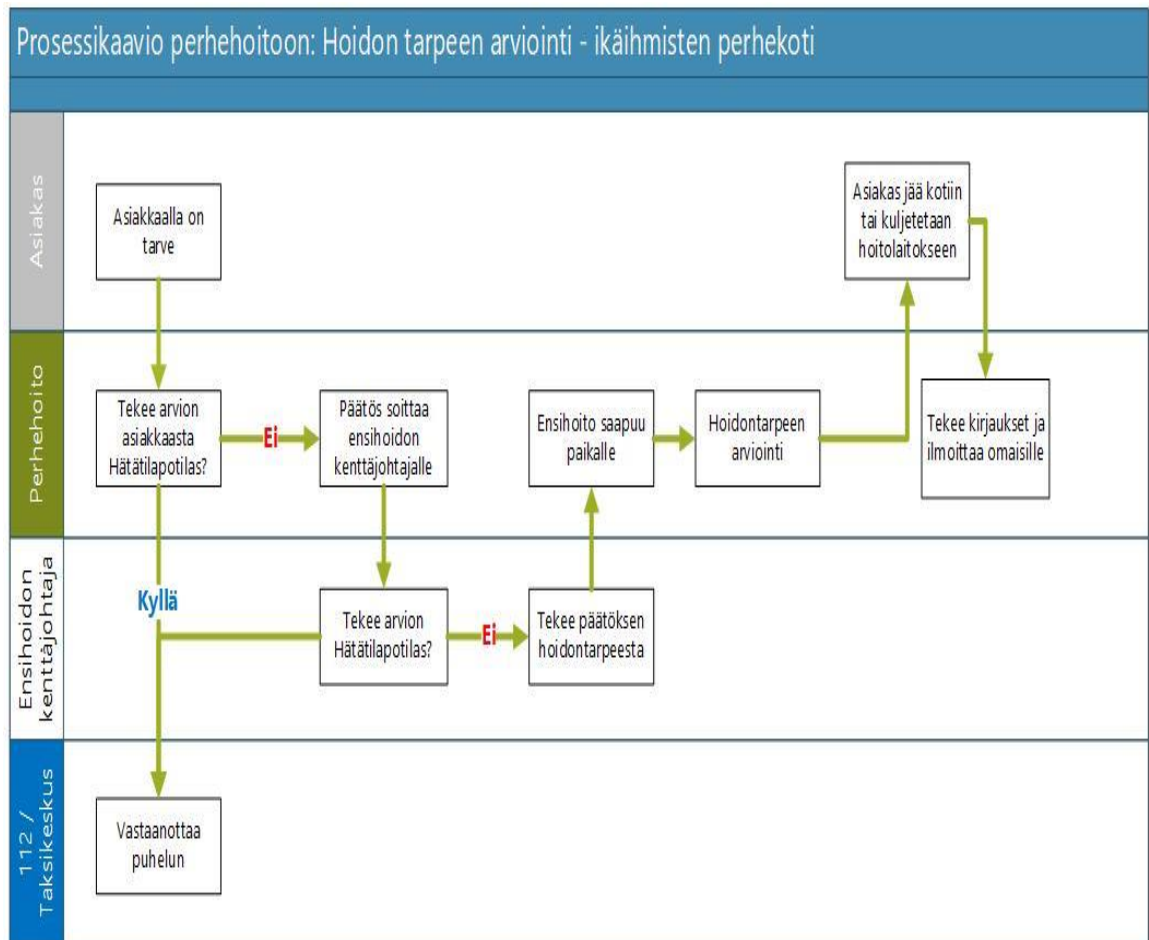 Prosessikaavio perhehoitoon: Hoidon tarpeen arviointi - ikäihmisten perhekoti
Asiakas
Asiakkaalla on
tarve
Asiakas jää kotiin
tai kuljetetaan
hoitolaitokseen
Perhehoito
Tekee arvion
asiakkaasta
Hätätilapotilas?
Ei
Päätös soittaa
ensihoidon
kenttäjohtajalle
Ensihoito saapuu
paikalle
Hoidontarpeen
arviointi
Tekee kirjaukset ja
ilmoittaa omaisille
Ensihoidon
kenttäjohtaja
Kyllä
Tekee arvion
Hätätilapotilas?
Ei
Tekee päätöksen
hoidontarpeesta
112 /
Taksikeskus
Vastaanottaa
puhelun